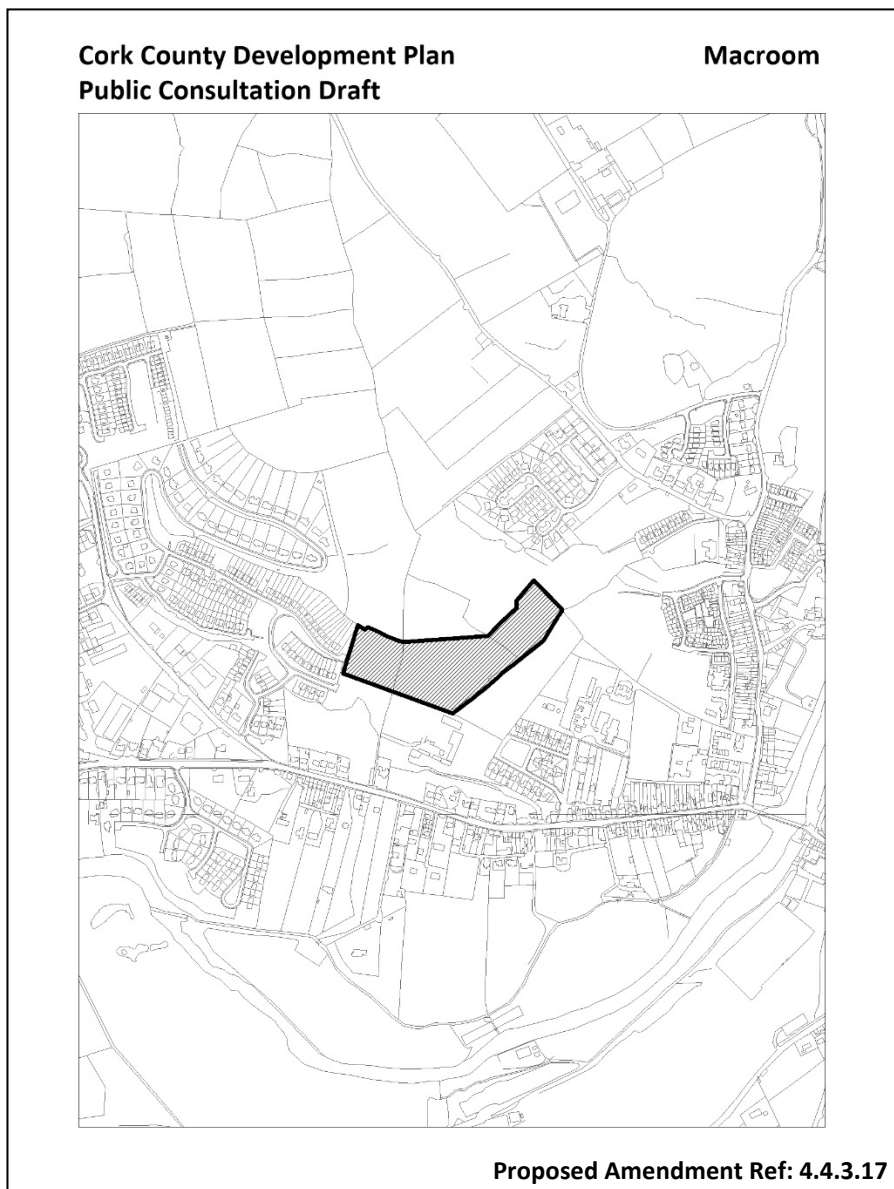 Cork County Development Plan Macroom
Public Consultation Draft
Proposed Amendment Ref: 4.4.3.17